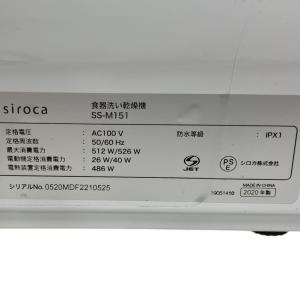 siroca
食器洗い乾燥機
SS-M151
定格電圧 : AC100 V
防水等級 : IPX1
定格周波数 : 50/60 Hz
最大消費電力 : 512 W/526 W
電動機定格消費電力 : 26 W/40 W
電熱装置定格消費電力 : 486 W
JET
PSE
シロカ株式会社
シリアルNo. 0520MDF2210525
2020 年製